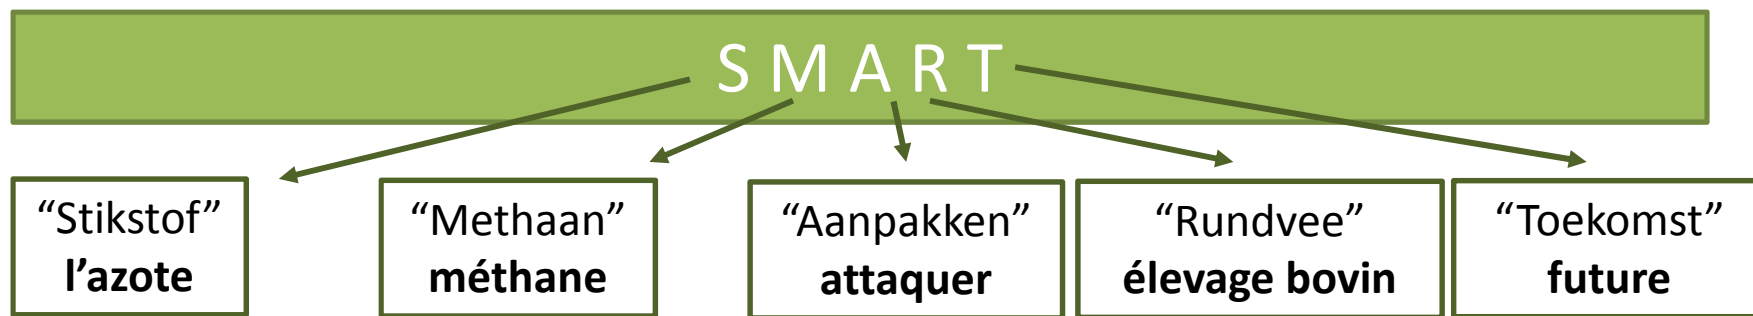 S M A R T
“Stikstof”
l’azote
“Methaan”
méthane
“Aanpakken”
attaquer
“Rundvee”
élevage bovin
“Toekomst”
future